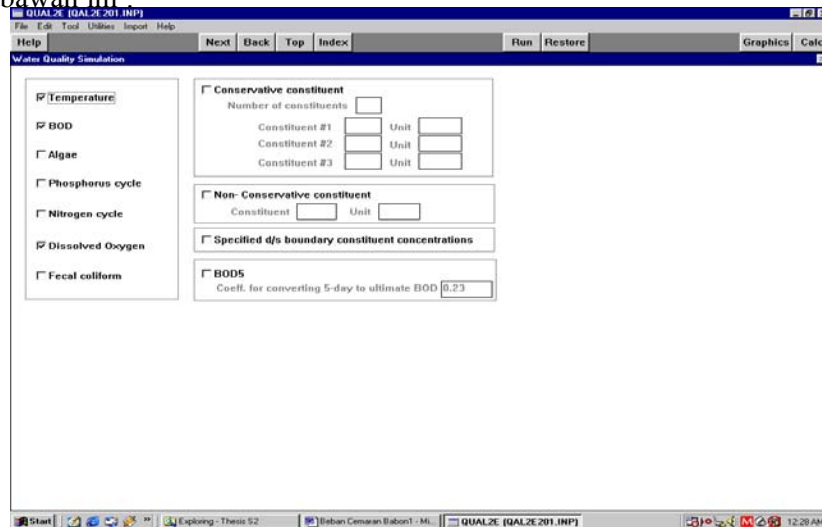 bawah ini :
QUAL2E (QAL2E201.INP)
File Edit Tool Utilities Import Help
Help Next Back Top Index Run Restore Graphics Calc
Water Quality Simulation
Temperature
BOD
Algae
Phosphorus cycle
Nitrogen cycle
Dissolved Oxygen
Fecal coliform
Conservative constituent
Number of constituents
Constituent #1 Unit
Constituent #2 Unit
Constituent #3 Unit
Non- Conservative constituent
Constituent Unit
Specified d/s boundary constituent concentrations
BOD5
Coeff. for converting 5-day to ultimate BOD 0.23
Start Exploring - Thesis S2 Beban Cemaran Babon1 - Mi... QUAL2E (QAL2E201.INP) 12:28 AM